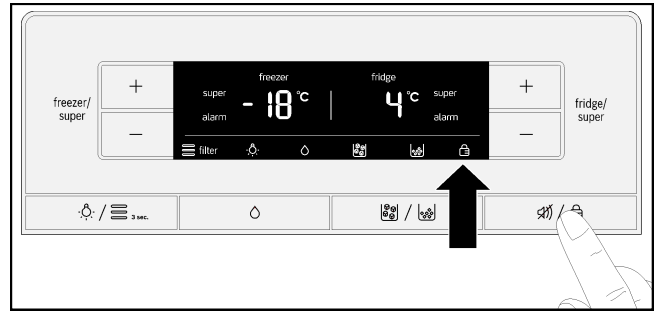 freezer/
super
+
−
freezer
super
alarm
-18 °C
fridge
4 °C
super
alarm
filter
+
−
fridge/
super
/ 3 sec.
/
/